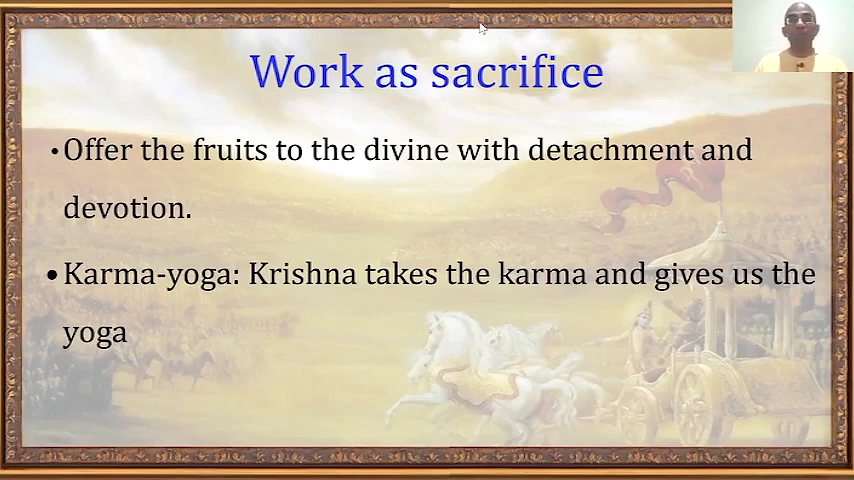 Work as sacrifice
•Offer the fruits to the divine with detachment and
devotion.
•Karma-yoga: Krishna takes the karma and gives us the
yoga